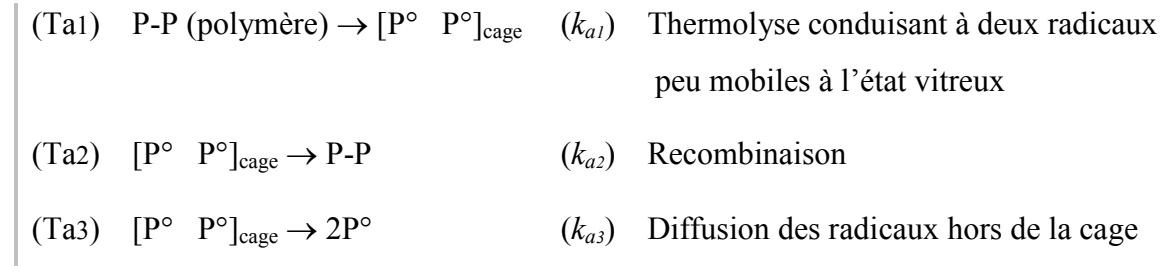 (Ta1) P-P (polymère) → [P° P°]cage (ka1) Thermolyse conduisant à deux radicaux
peu mobiles à l’état vitreux
(Ta2) [P° P°]cage → P-P (ka2) Recombinaison
(Ta3) [P° P°]cage → 2P° (ka3) Diffusion des radicaux hors de la cage